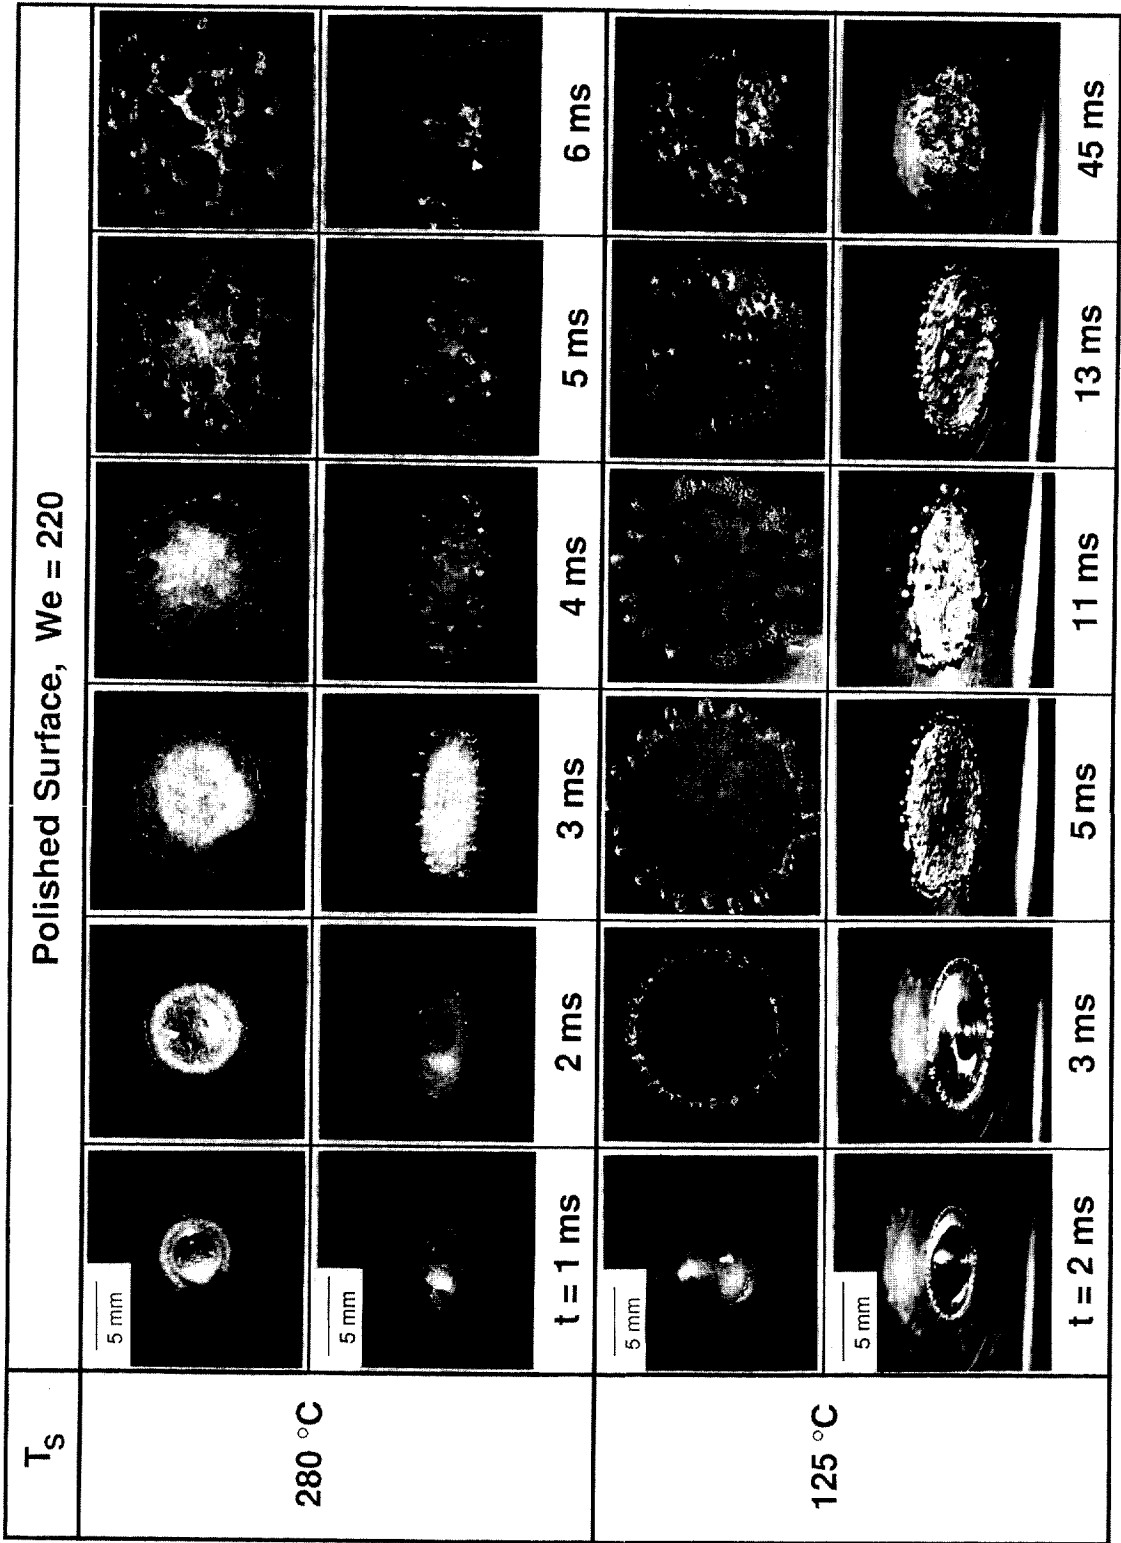 Polished Surface, We = 220
T_S
280 °C
5 mm
5 mm
t = 1 ms
2 ms
3 ms
4 ms
5 ms
6 ms
125 °C
5 mm
5 mm
t = 2 ms
3 ms
5 ms
11 ms
13 ms
45 ms